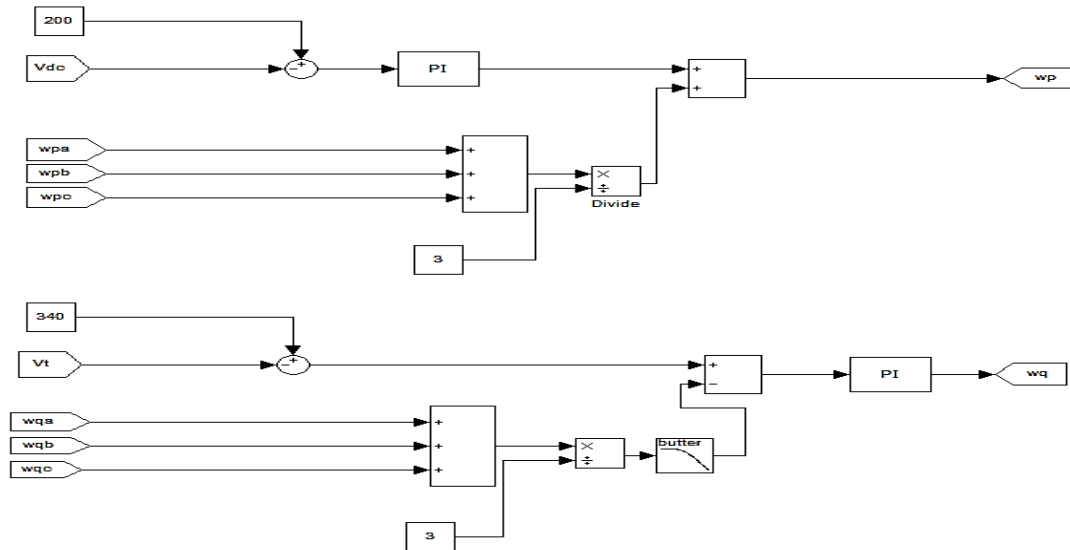 200
Vdc
PI
+
−
+
+
wp
wpa
wpb
wpc
+
+
+
×
÷
Divide
3
340
Vt
+
−
+
−
PI
wq
wqa
wqb
wqc
+
+
+
×
÷
butter
3